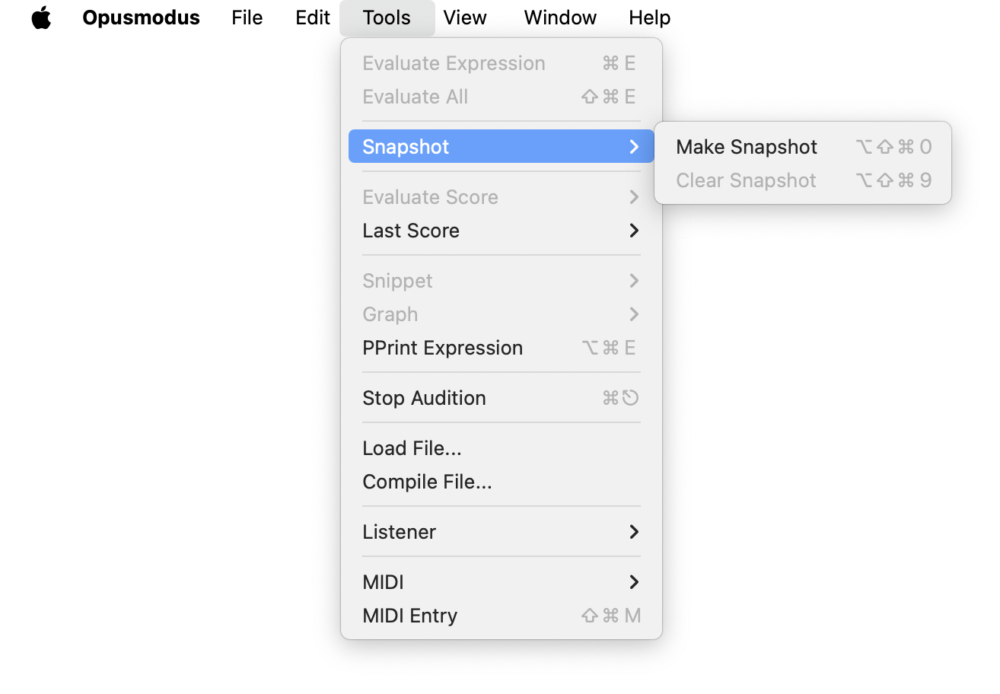 Opusmodus File Edit Tools View Window Help
Evaluate Expression ⌘ E
Evaluate All ⇧ ⌘ E
Snapshot
Make Snapshot ⌥ ⇧ ⌘ 0
Clear Snapshot ⌥ ⇧ ⌘ 9
Evaluate Score
Last Score
Snippet
Graph
PPrint Expression ⌥ ⌘ E
Stop Audition ⌘ ⎋
Load File...
Compile File...
Listener
MIDI
MIDI Entry ⇧ ⌘ M